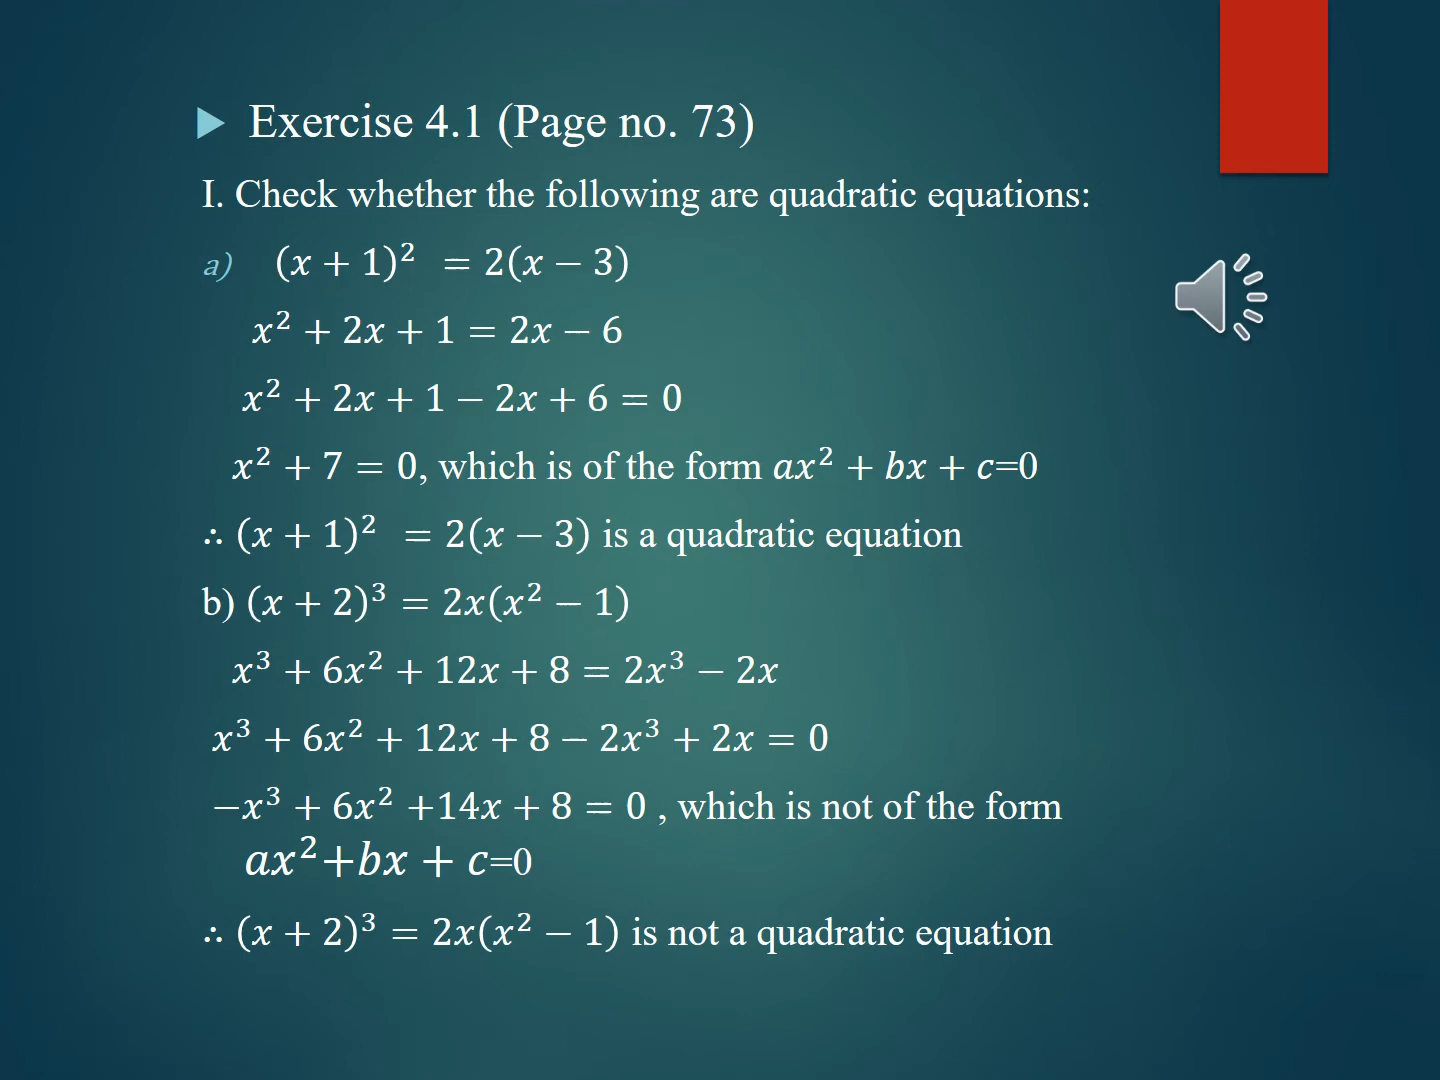 Exercise 4.1 (Page no. 73)
I. Check whether the following are quadratic equations:
a) (x + 1)² = 2(x − 3)
x² + 2x + 1 = 2x − 6
x² + 2x + 1 − 2x + 6 = 0
x² + 7 = 0, which is of the form ax² + bx + c=0
∴ (x + 1)² = 2(x − 3) is a quadratic equation
b) (x + 2)³ = 2x(x² − 1)
x³ + 6x² + 12x + 8 = 2x³ − 2x
x³ + 6x² + 12x + 8 − 2x³ + 2x = 0
−x³ + 6x² +14x + 8 = 0 , which is not of the form
ax²+bx + c=0
∴ (x + 2)³ = 2x(x² − 1) is not a quadratic equation